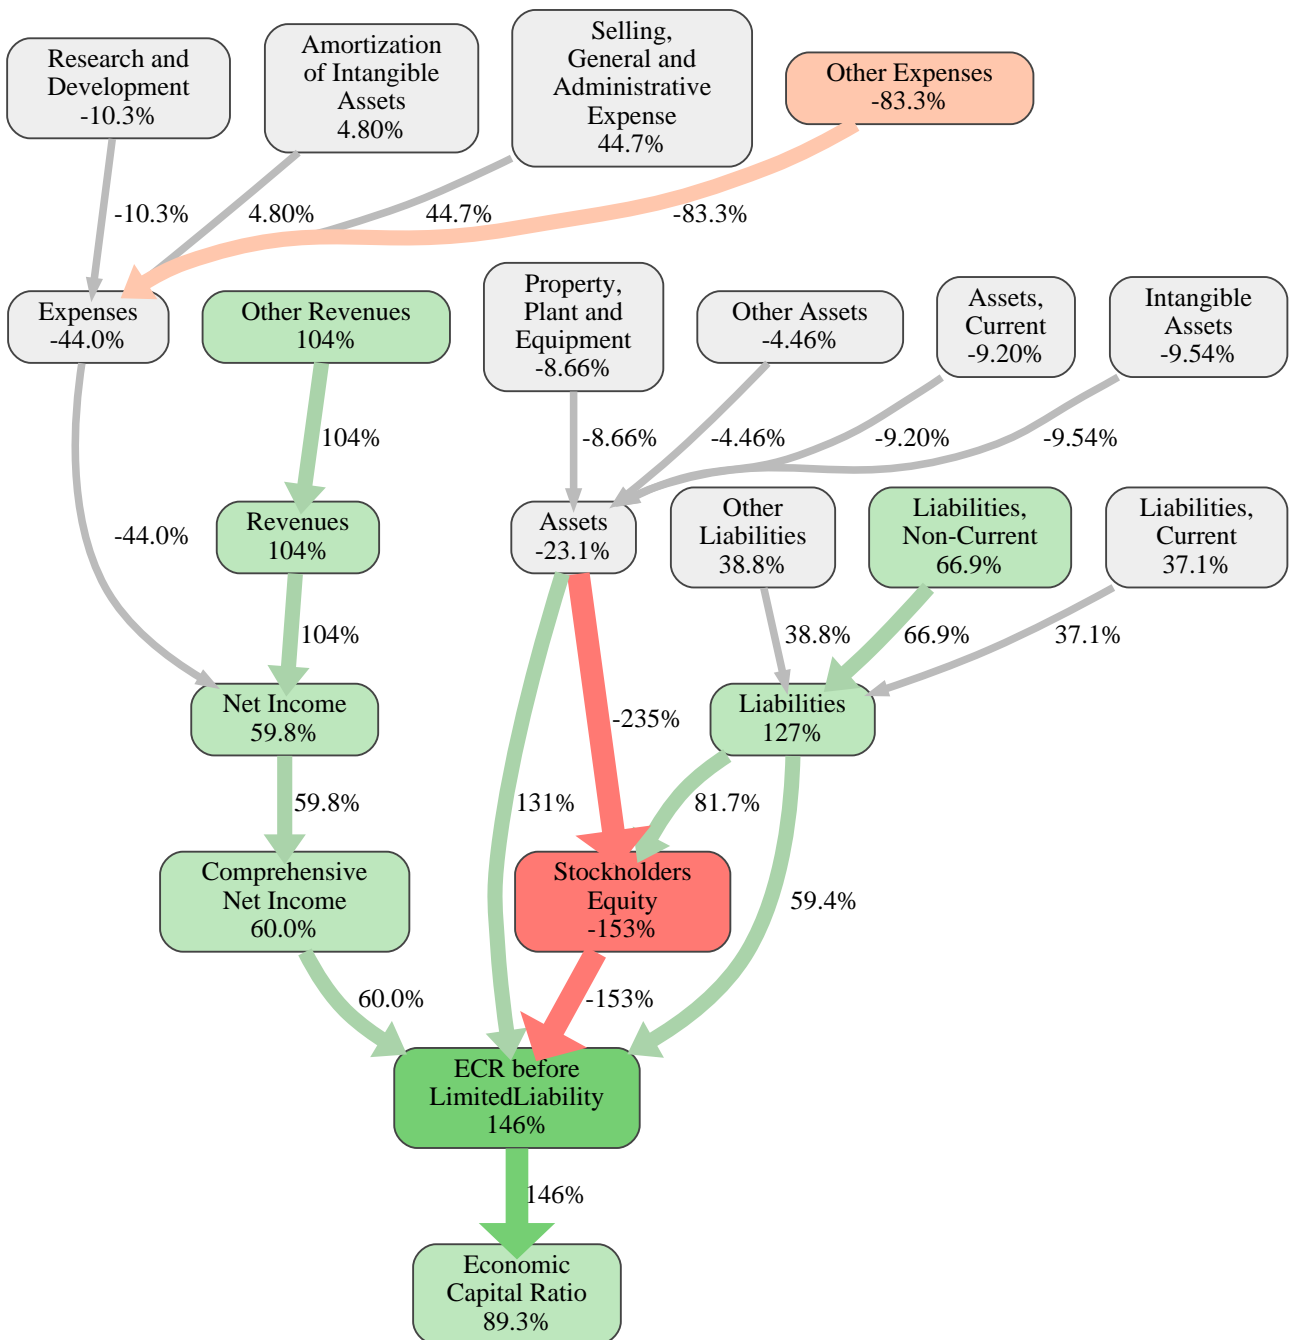 Research and
Development
-10.3%
Amortization
of Intangible
Assets
4.80%
Selling,
General and
Administrative
Expense
44.7%
Other Expenses
-83.3%
-10.3%
4.80%
44.7%
-83.3%
Expenses
-44.0%
Other Revenues
104%
Property,
Plant and
Equipment
-8.66%
Other Assets
-4.46%
Assets,
Current
-9.20%
Intangible
Assets
-9.54%
104%
-8.66%
-4.46%
-9.20%
-9.54%
-44.0%
Revenues
104%
Assets
-23.1%
Other
Liabilities
38.8%
Liabilities,
Non-Current
66.9%
Liabilities,
Current
37.1%
104%
38.8%
66.9%
37.1%
Net Income
59.8%
-235%
Liabilities
127%
59.8%
131%
81.7%
Comprehensive
Net Income
60.0%
Stockholders
Equity
-153%
59.4%
60.0%
-153%
ECR before
LimitedLiability
146%
146%
Economic
Capital Ratio
89.3%